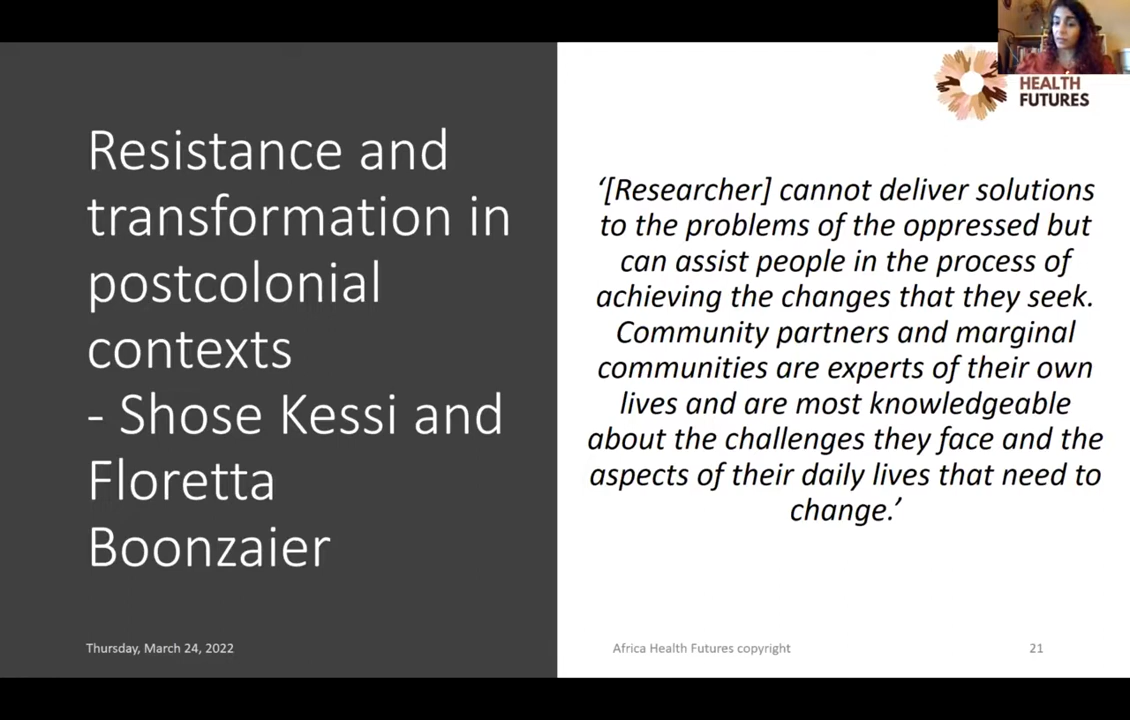 Resistance and
transformation in
postcolonial
contexts
- Shose Kessi and
Floretta
Boonzaier
HEALTH
FUTURES
‘[Researcher] cannot deliver solutions
to the problems of the oppressed but
can assist people in the process of
achieving the changes that they seek.
Community partners and marginal
communities are experts of their own
lives and are most knowledgeable
about the challenges they face and the
aspects of their daily lives that need to
change.’
Thursday, March 24, 2022
Africa Health Futures copyright
21